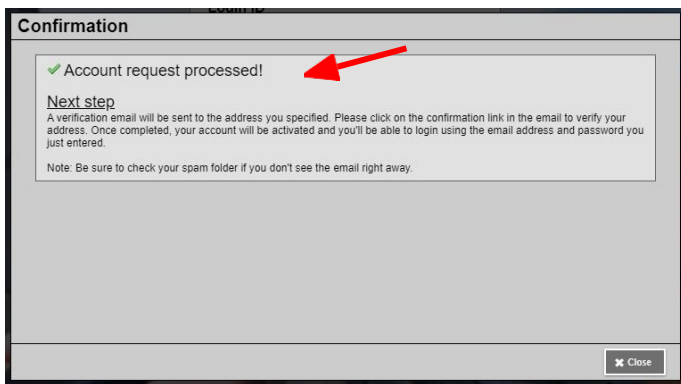 Login ID
Confirmation
Account request processed!
Next step
A verification email will be sent to the address you specified. Please click on the confirmation link in the email to verify your
address. Once completed, your account will be activated and you'll be able to login using the email address and password you
just entered.
Note: Be sure to check your spam folder if you don't see the email right away.
Close